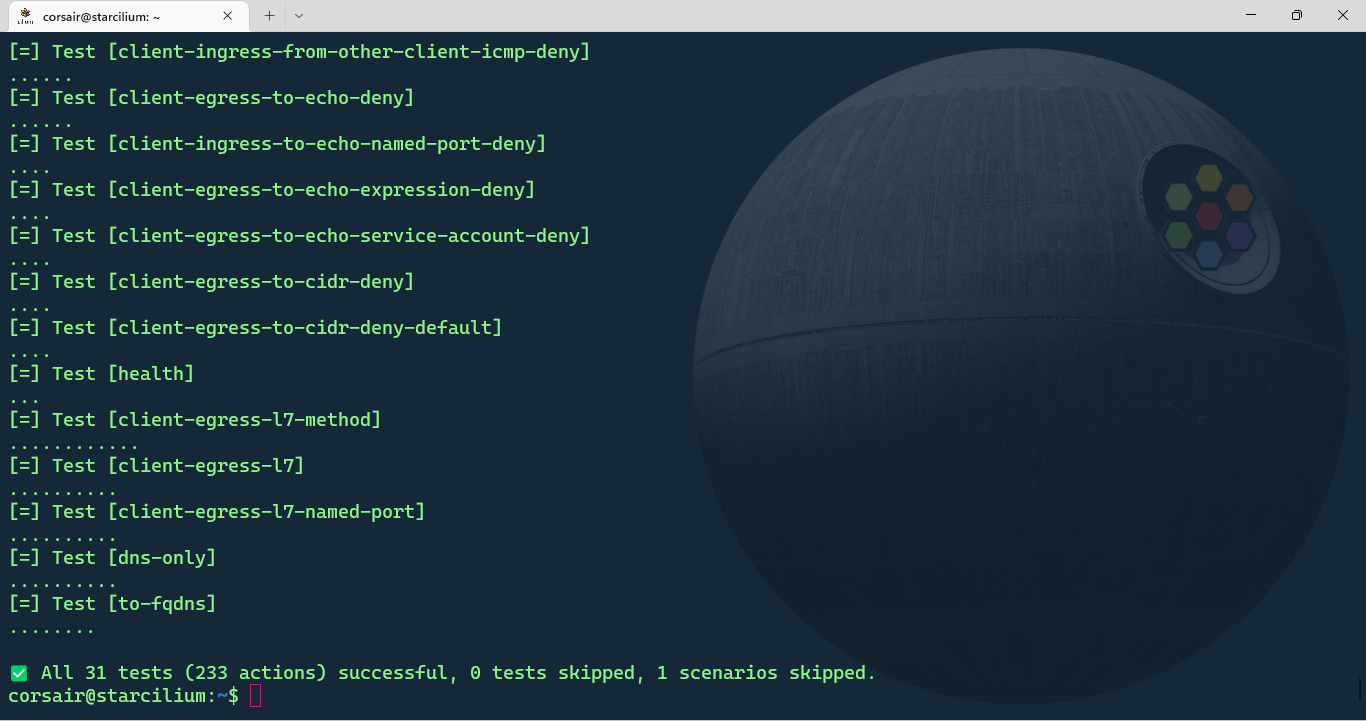 corsair@starcilium: ~
[=] Test [client-ingress-from-other-client-icmp-deny]
......
[=] Test [client-egress-to-echo-deny]
......
[=] Test [client-ingress-to-echo-named-port-deny]
....
[=] Test [client-egress-to-echo-expression-deny]
....
[=] Test [client-egress-to-echo-service-account-deny]
....
[=] Test [client-egress-to-cidr-deny]
....
[=] Test [client-egress-to-cidr-deny-default]
....
[=] Test [health]
...
[=] Test [client-egress-l7-method]
............
[=] Test [client-egress-l7]
..........
[=] Test [client-egress-l7-named-port]
..........
[=] Test [dns-only]
..........
[=] Test [to-fqdns]
........
✅ All 31 tests (233 actions) successful, 0 tests skipped, 1 scenarios skipped.
corsair@starcilium:~$